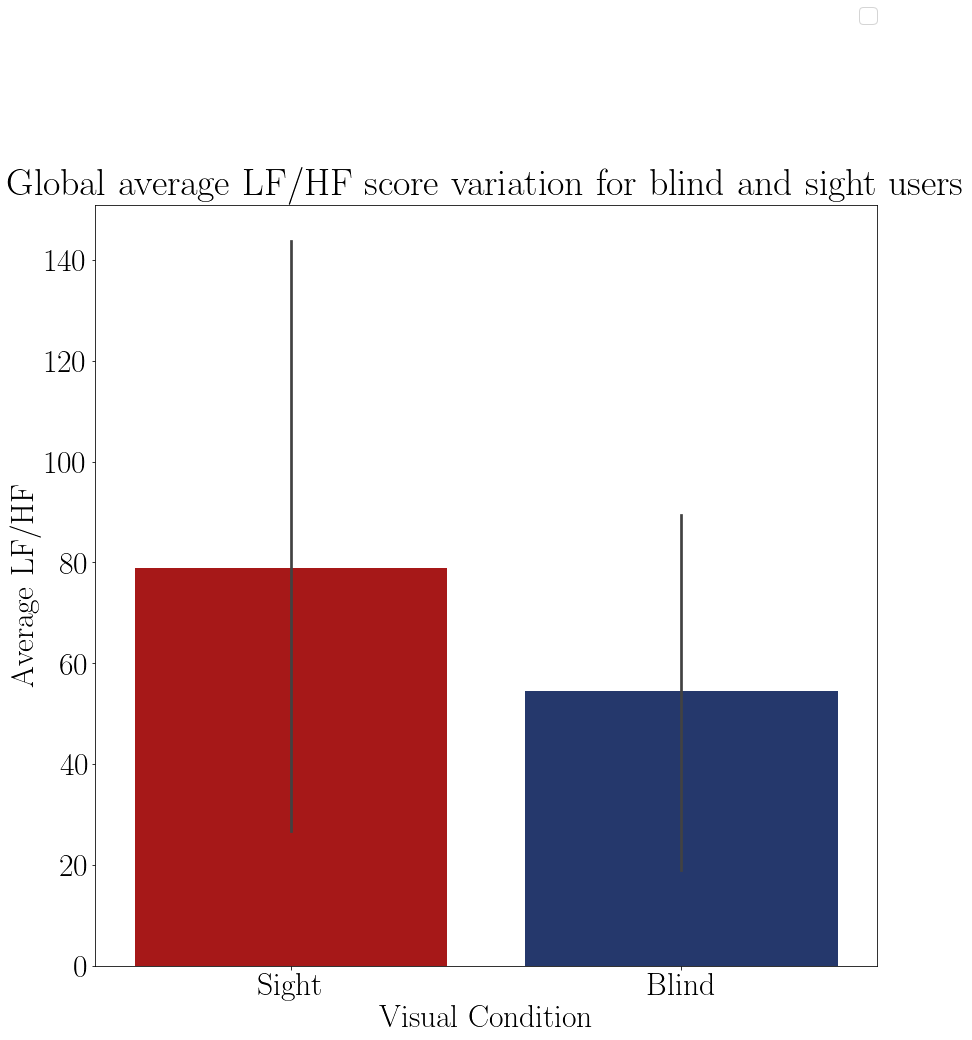 Global average LF/HF score variation for blind and sight users
140
120
100
80
60
40
20
0
Average LF/HF
Sight
Blind
Visual Condition